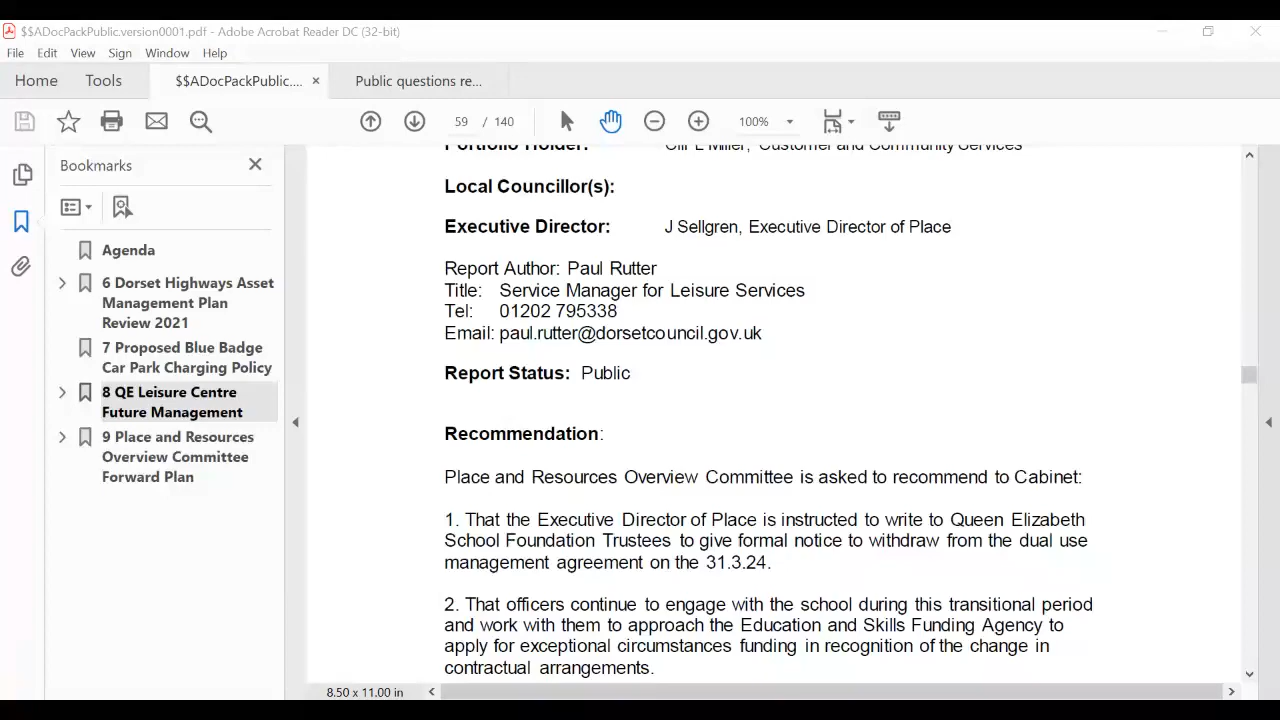 $$ADocPackPublic.version0001.pdf - Adobe Acrobat Reader DC (32-bit)
File Edit View Sign Window Help
Home Tools $$ADocPackPublic.... × Public questions re...
59 / 140 100%
Bookmarks
Agenda
6 Dorset Highways Asset
Management Plan
Review 2021
7 Proposed Blue Badge
Car Park Charging Policy
8 QE Leisure Centre
Future Management
9 Place and Resources
Overview Committee
Forward Plan
Portfolio Holder: Cllr L Miller, Customer and Community Services
Local Councillor(s):
Executive Director: J Sellgren, Executive Director of Place
Report Author: Paul Rutter
Title: Service Manager for Leisure Services
Tel: 01202 795338
Email: paul.rutter@dorsetcouncil.gov.uk
Report Status: Public
Recommendation:
Place and Resources Overview Committee is asked to recommend to Cabinet:
1. That the Executive Director of Place is instructed to write to Queen Elizabeth
School Foundation Trustees to give formal notice to withdraw from the dual use
management agreement on the 31.3.24.
2. That officers continue to engage with the school during this transitional period
and work with them to approach the Education and Skills Funding Agency to
apply for exceptional circumstances funding in recognition of the change in
contractual arrangements.
8.50 x 11.00 in